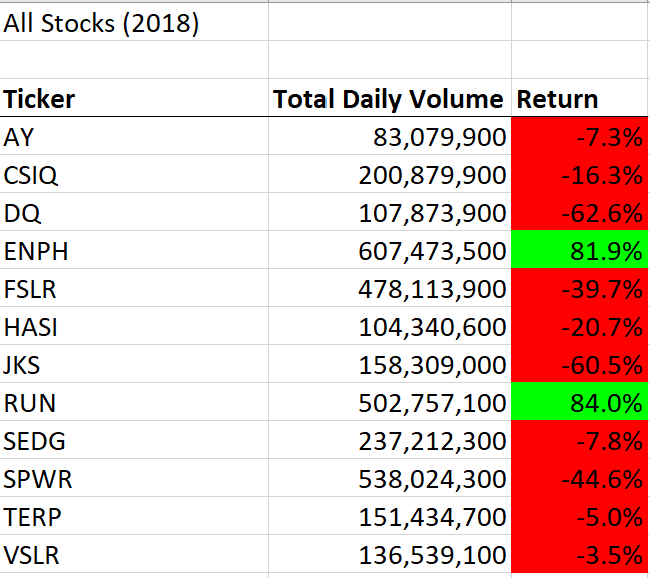 All Stocks (2018)
Ticker Total Daily Volume Return
AY 83,079,900 -7.3%
CSIQ 200,879,900 -16.3%
DQ 107,873,900 -62.6%
ENPH 607,473,500 81.9%
FSLR 478,113,900 -39.7%
HASI 104,340,600 -20.7%
JKS 158,309,000 -60.5%
RUN 502,757,100 84.0%
SEDG 237,212,300 -7.8%
SPWR 538,024,300 -44.6%
TERP 151,434,700 -5.0%
VSLR 136,539,100 -3.5%